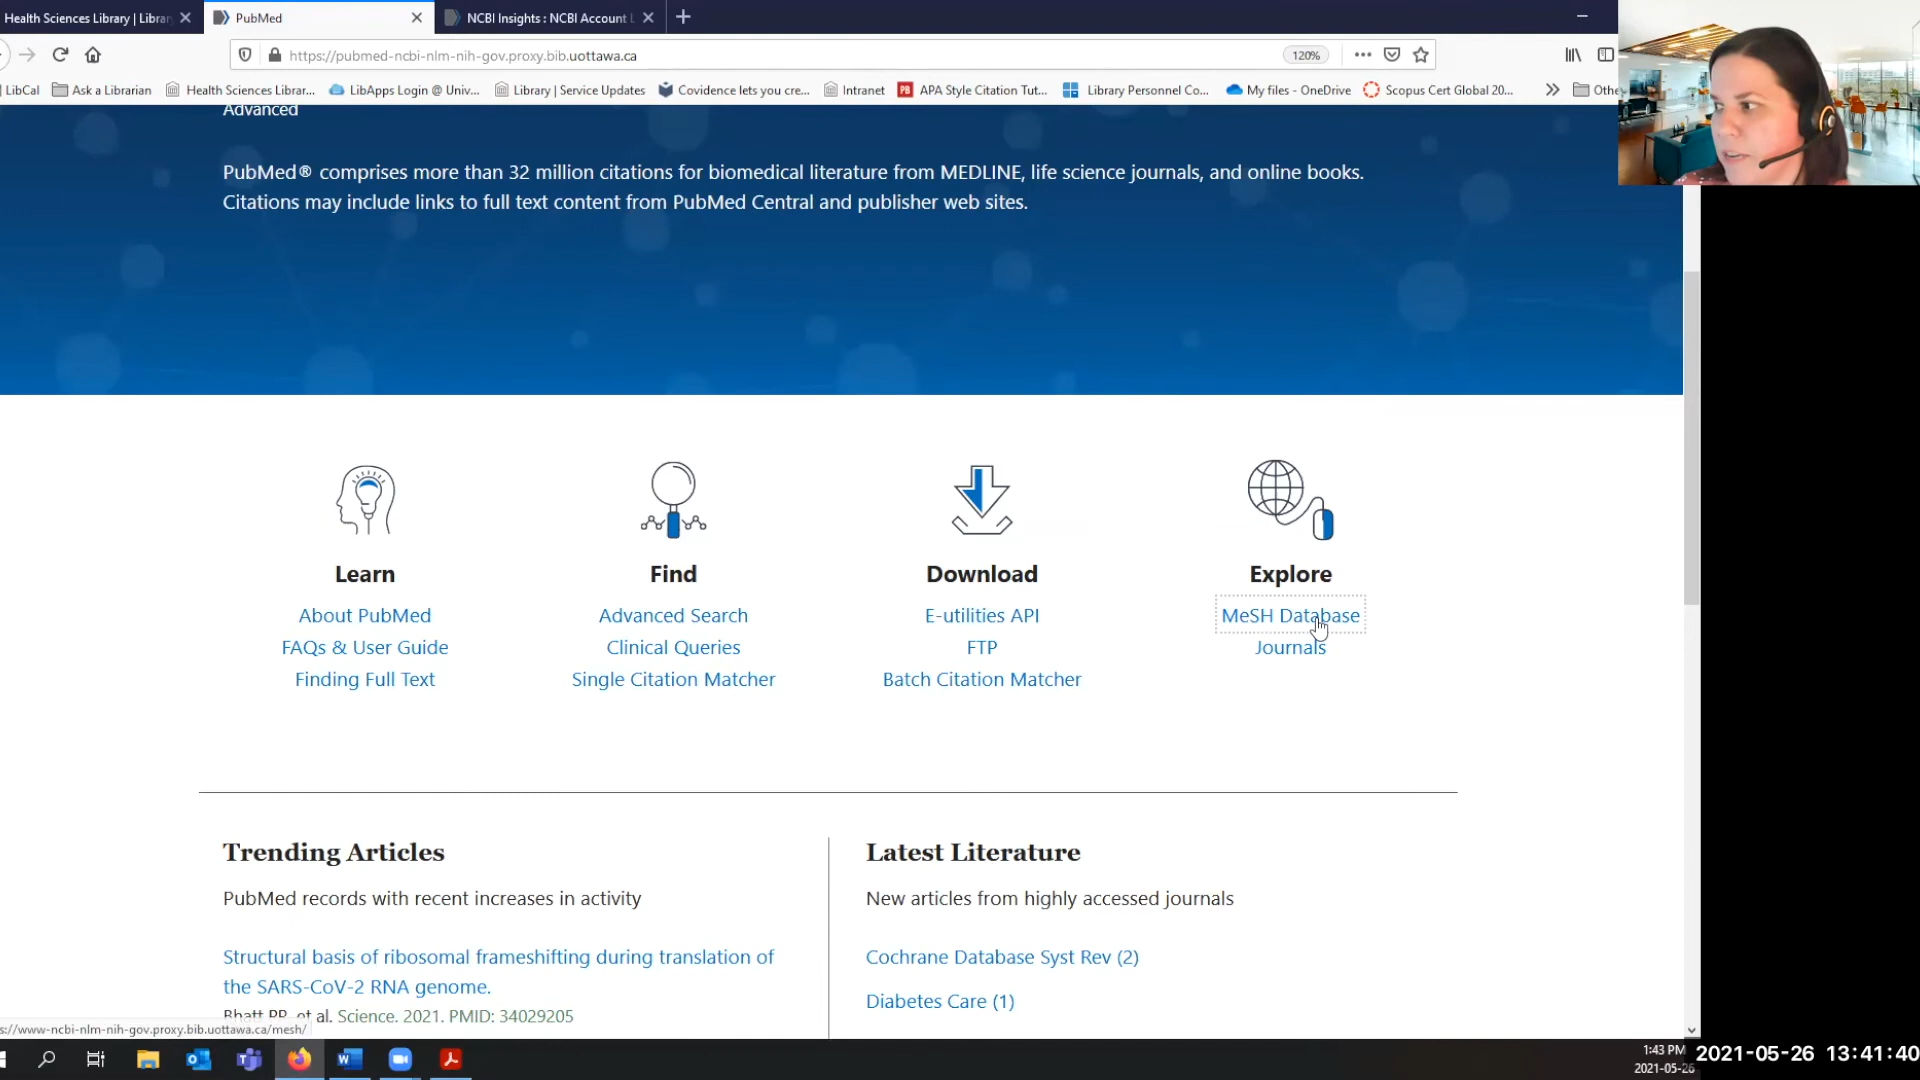 Health Sciences Library | Librar
PubMed
NCBI Insights : NCBI Account L
https://pubmed-ncbi-nlm-nih-gov.proxy.bib.uottawa.ca
120%
LibCal
Ask a Librarian
Health Sciences Librar...
LibApps Login @ Univ...
Library | Service Updates
Covidence lets you cre...
Intranet
PB
APA Style Citation Tut...
Library Personnel Co...
My files - OneDrive
Scopus Cert Global 20...
Othe
Advanced
PubMed® comprises more than 32 million citations for biomedical literature from MEDLINE, life science journals, and online books.
Citations may include links to full text content from PubMed Central and publisher web sites.
Learn
About PubMed
FAQs & User Guide
Finding Full Text
Find
Advanced Search
Clinical Queries
Single Citation Matcher
Download
E-utilities API
FTP
Batch Citation Matcher
Explore
MeSH Database
Journals
Trending Articles
PubMed records with recent increases in activity
Structural basis of ribosomal frameshifting during translation of
the SARS-CoV-2 RNA genome.
Bhatt PR, et al. Science. 2021. PMID: 34029205
Latest Literature
New articles from highly accessed journals
Cochrane Database Syst Rev (2)
Diabetes Care (1)
s://www-ncbi-nlm-nih-gov.proxy.bib.uottawa.ca/mesh/
1:43 PM
2021-05-26
2021-05-26 13:41:40